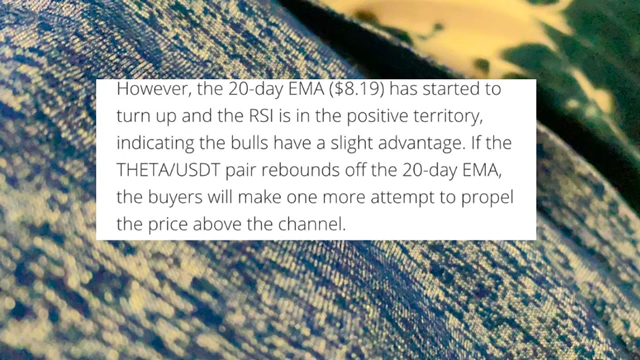 However, the 20-day EMA ($8.19) has started to
turn up and the RSI is in the positive territory,
indicating the bulls have a slight advantage. If the
THETA/USDT pair rebounds off the 20-day EMA,
the buyers will make one more attempt to propel
the price above the channel.